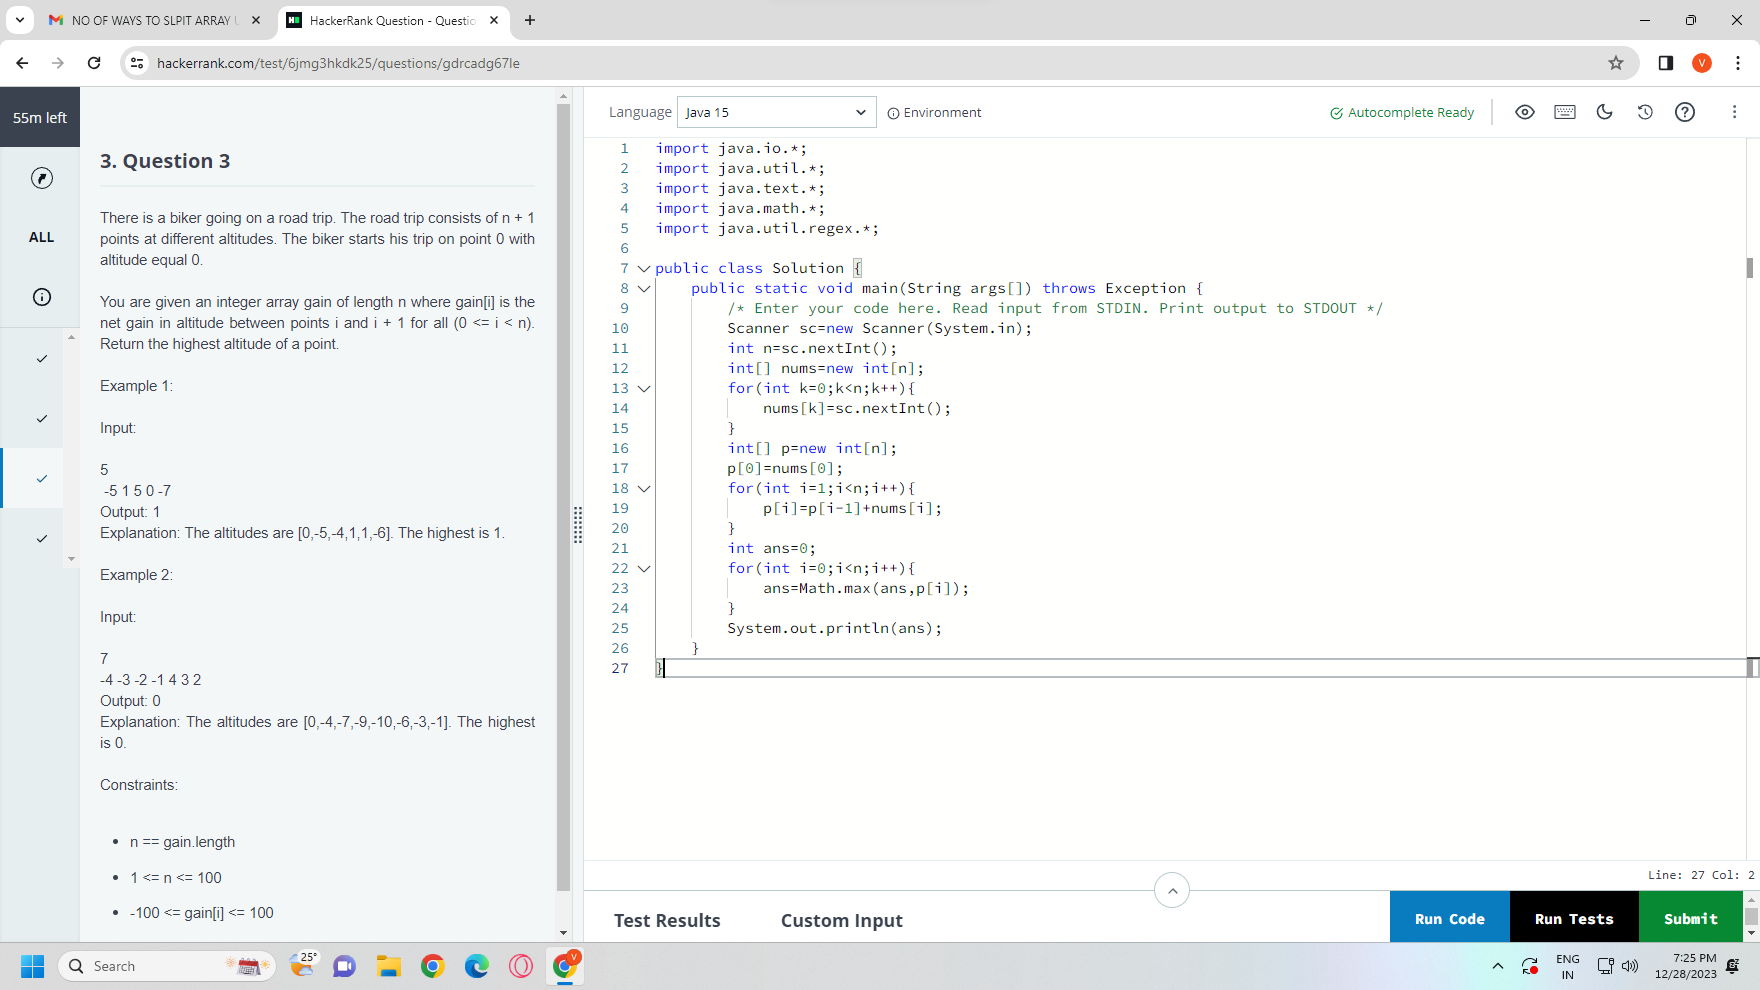 NO OF WAYS TO SLPIT ARRAY U
HackerRank Question - Questio
hackerrank.com/test/6jmg3hkdk25/questions/gdrcadg67le
V
55m left
ALL
3. Question 3
There is a biker going on a road trip. The road trip consists of n + 1
points at different altitudes. The biker starts his trip on point 0 with
altitude equal 0.
You are given an integer array gain of length n where gain[i] is the
net gain in altitude between points i and i + 1 for all (0 <= i < n).
Return the highest altitude of a point.
Example 1:
Input:
5
-5 1 5 0 -7
Output: 1
Explanation: The altitudes are [0,-5,-4,1,1,-6]. The highest is 1.
Example 2:
Input:
7
-4 -3 -2 -1 4 3 2
Output: 0
Explanation: The altitudes are [0,-4,-7,-9,-10,-6,-3,-1]. The highest
is 0.
Constraints:
• n == gain.length
• 1 <= n <= 100
• -100 <= gain[i] <= 100
Language Java 15 Environment Autocomplete Ready
1 import java.io.*;
2 import java.util.*;
3 import java.text.*;
4 import java.math.*;
5 import java.util.regex.*;
6
7 public class Solution {
8 public static void main(String args[]) throws Exception {
9 /* Enter your code here. Read input from STDIN. Print output to STDOUT */
10 Scanner sc=new Scanner(System.in);
11 int n=sc.nextInt();
12 int[] nums=new int[n];
13 for(int k=0;k<n;k++){
14 nums[k]=sc.nextInt();
15 }
16 int[] p=new int[n];
17 p[0]=nums[0];
18 for(int i=1;i<n;i++){
19 p[i]=p[i-1]+nums[i];
20 }
21 int ans=0;
22 for(int i=0;i<n;i++){
23 ans=Math.max(ans,p[i]);
24 }
25 System.out.println(ans);
26 }
27 }
Line: 27 Col: 2
Test Results Custom Input Run Code Run Tests Submit
Search
25°
V
ENG
IN
7:25 PM
12/28/2023